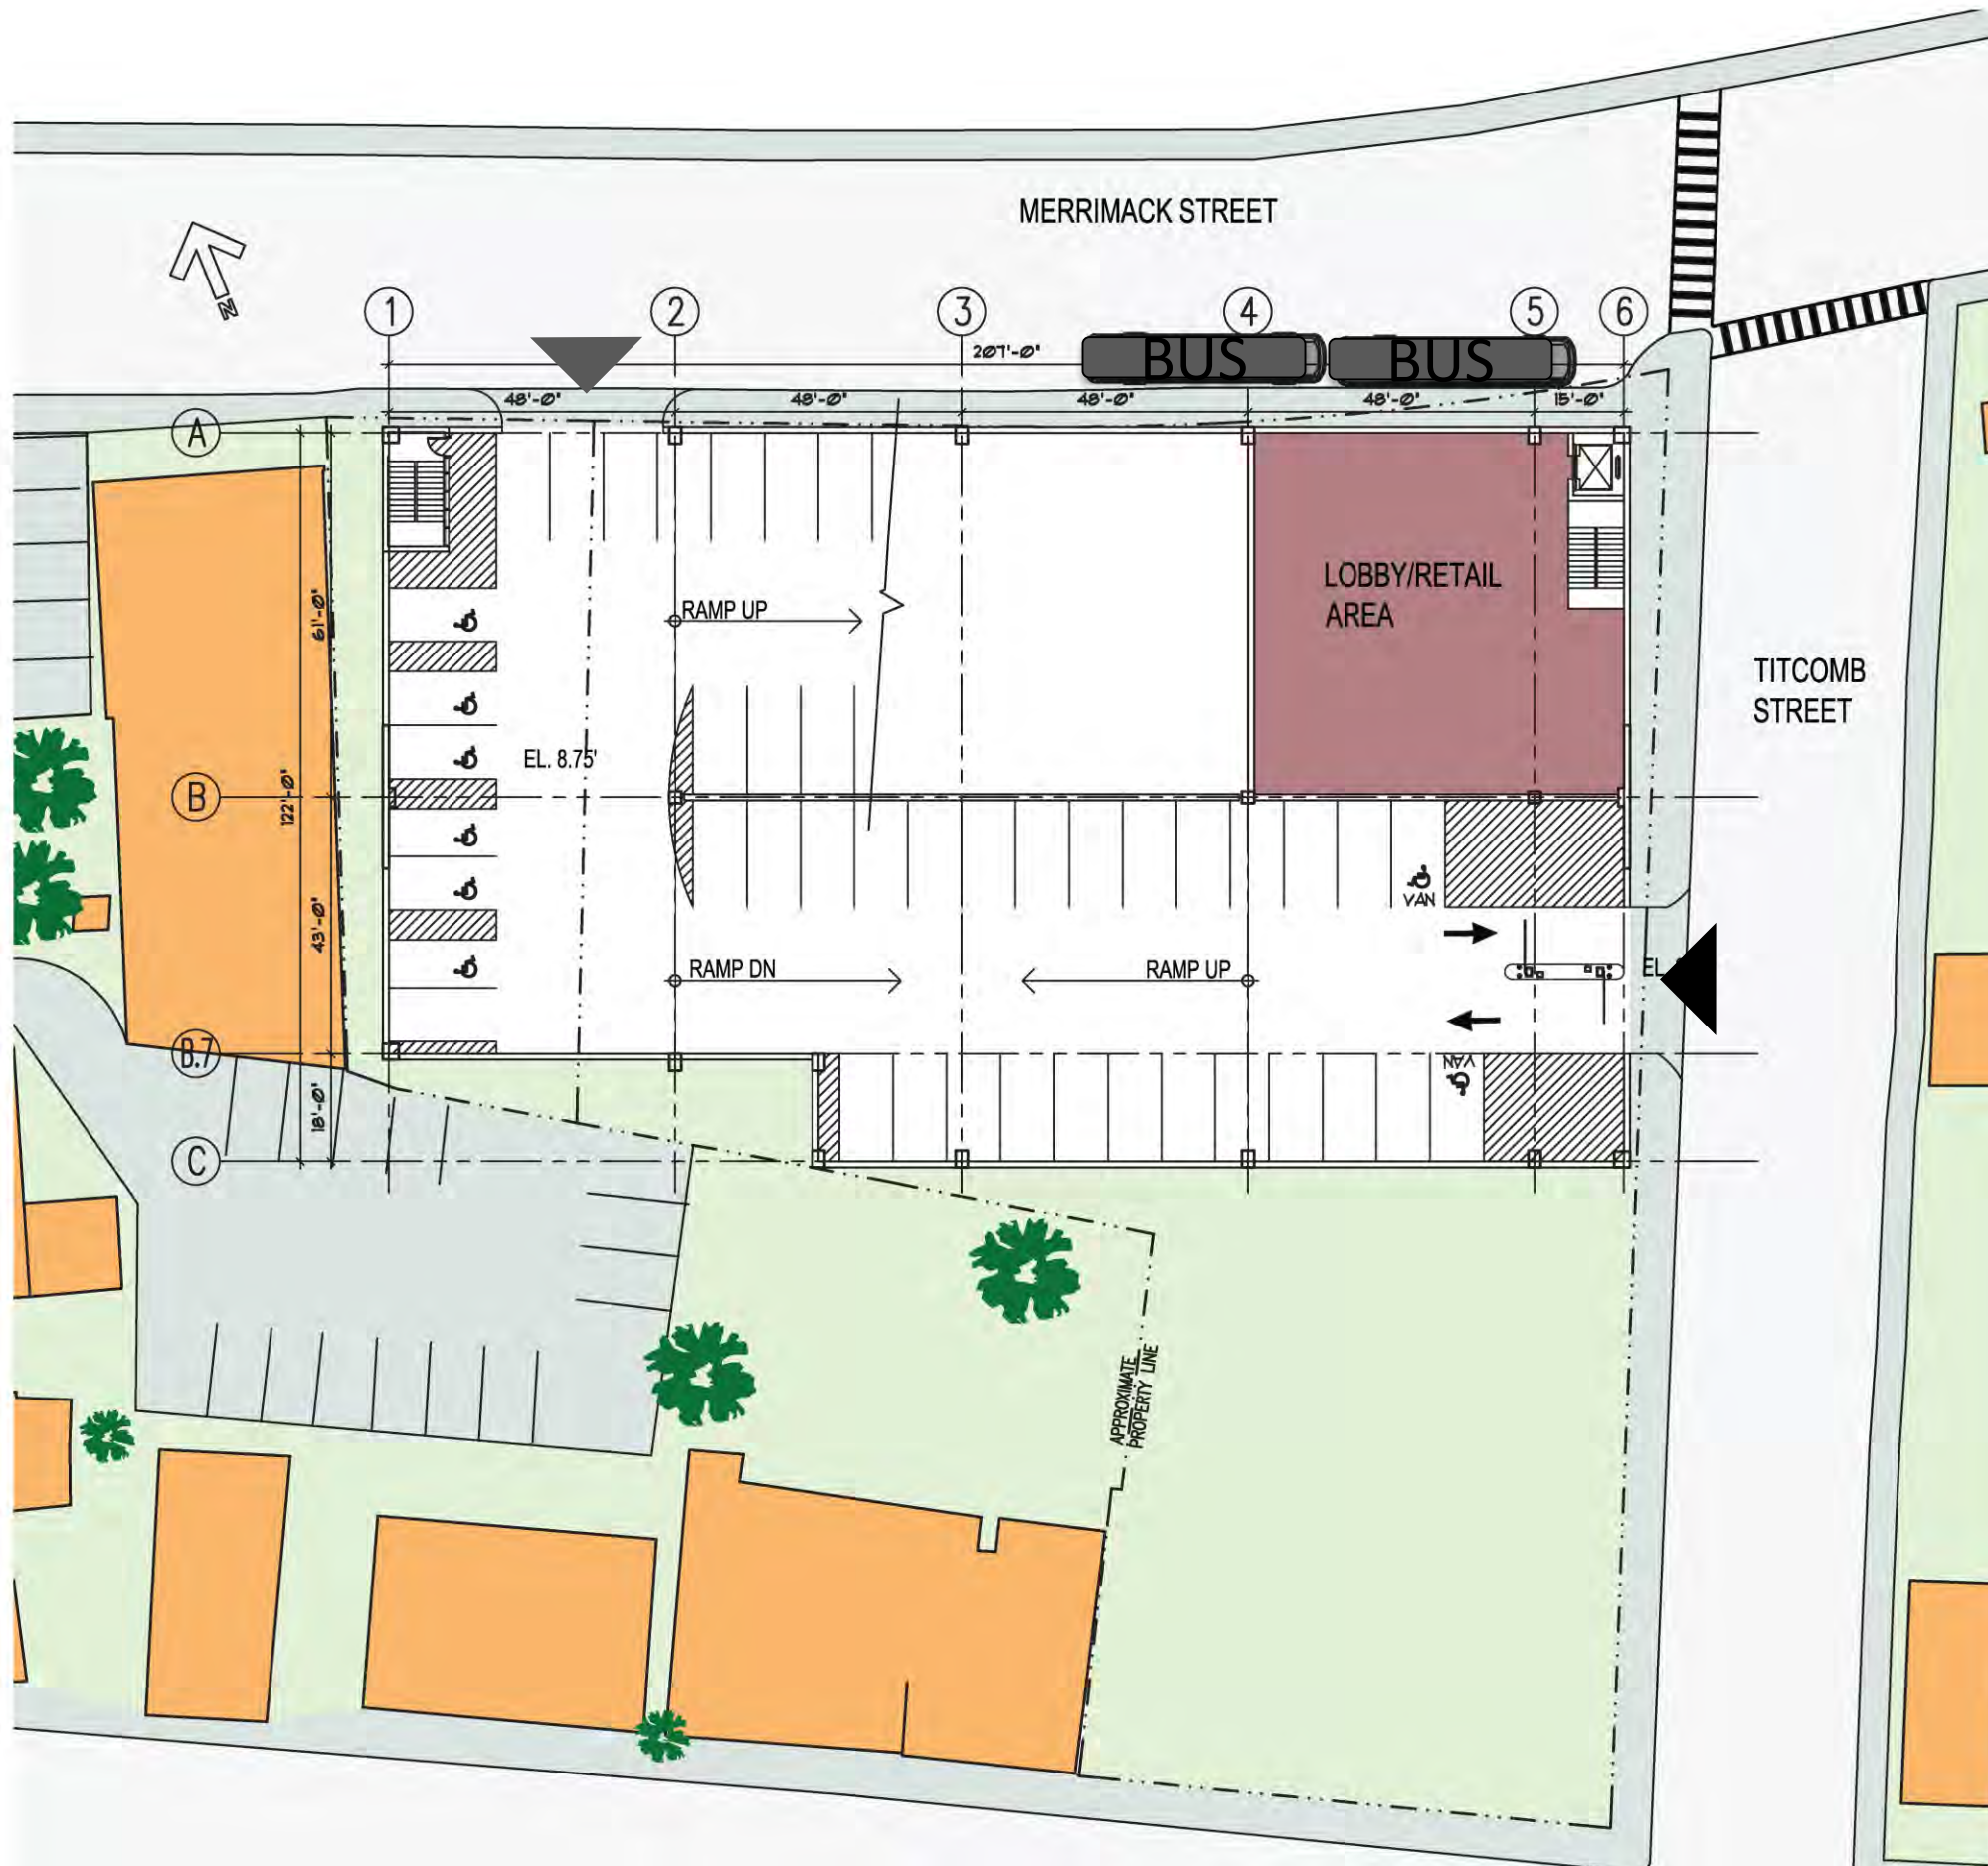 MERRIMACK STREET
N
1
2
3
4
5
6
207'-0"
BUS
BUS
48'-0"
48'-0"
48'-0"
48'-0"
15'-0"
A
LOBBY/RETAIL
AREA
61'-0"
RAMP UP
TITCOMB
STREET
EL. 8.75'
B
122'-0"
43'-0"
VAN
RAMP DN
RAMP UP
EL.
B.7
VAN
18'-0"
C
APPROXIMATE
PROPERTY LINE